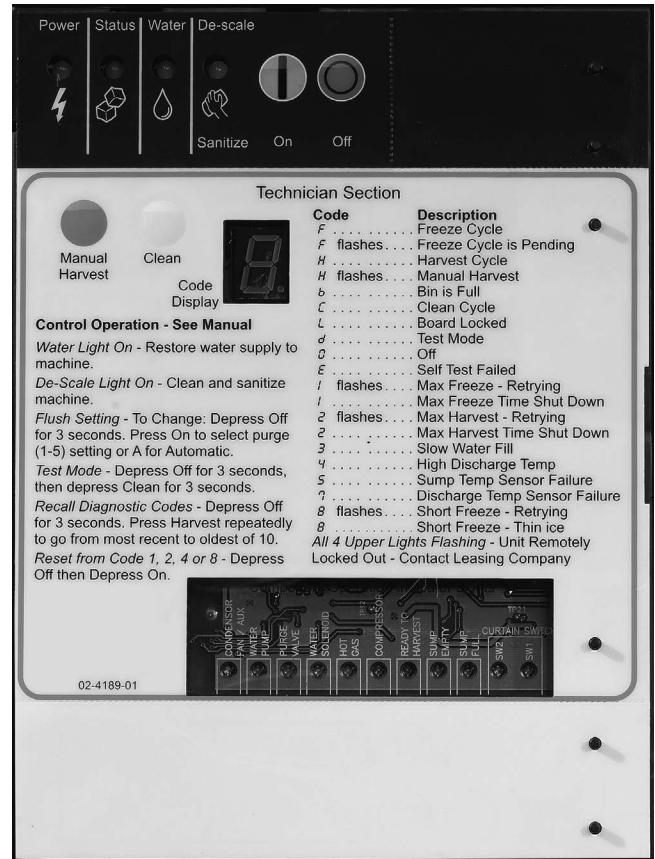 Power Status Water De-scale
Sanitize On Off
Technician Section
Manual
Harvest
Clean
Code
Display
Control Operation - See Manual
Water Light On - Restore water supply to
machine.
De-Scale Light On - Clean and sanitize
machine.
Flush Setting - To Change: Depress Off
for 3 seconds. Press On to select purge
(1-5) setting or A for Automatic.
Test Mode - Depress Off for 3 seconds,
then depress Clean for 3 seconds.
Recall Diagnostic Codes - Depress Off
for 3 seconds. Press Harvest repeatedly
to go from most recent to oldest of 10.
Reset from Code 1, 2, 4 or 8 - Depress
Off then Depress On.
Code Description
F . . . . . . . . . . Freeze Cycle
F flashes. . . . Freeze Cycle is Pending
H . . . . . . . . . . Harvest Cycle
H flashes. . . . Manual Harvest
b . . . . . . . . . . Bin is Full
C . . . . . . . . . . Clean Cycle
L . . . . . . . . . . Board Locked
d . . . . . . . . . . Test Mode
0 . . . . . . . . . . Off
E . . . . . . . . . . Self Test Failed
1 flashes. . . . Max Freeze - Retrying
1 . . . . . . . . . . Max Freeze Time Shut Down
2 flashes. . . . Max Harvest - Retrying
2 . . . . . . . . . . Max Harvest Time Shut Down
3 . . . . . . . . . . Slow Water Fill
4 . . . . . . . . . . High Discharge Temp
5 . . . . . . . . . . Sump Temp Sensor Failure
7 . . . . . . . . . . Discharge Temp Sensor Failure
8 flashes. . . . Short Freeze - Retrying
8 . . . . . . . . . . Short Freeze - Thin ice
All 4 Upper Lights Flashing - Unit Remotely
Locked Out - Contact Leasing Company
CONDENSOR
FAN / AUX
WATER
PUMP
PURGE
VALVE
WATER
SOLENOID
HOT
GAS
COMPRESSOR
READY TO
HARVEST
SUMP
EMPTY
SUMP
FULL
TP21
CURTAIN SWITCH
SW2
SW1
02-4189-01